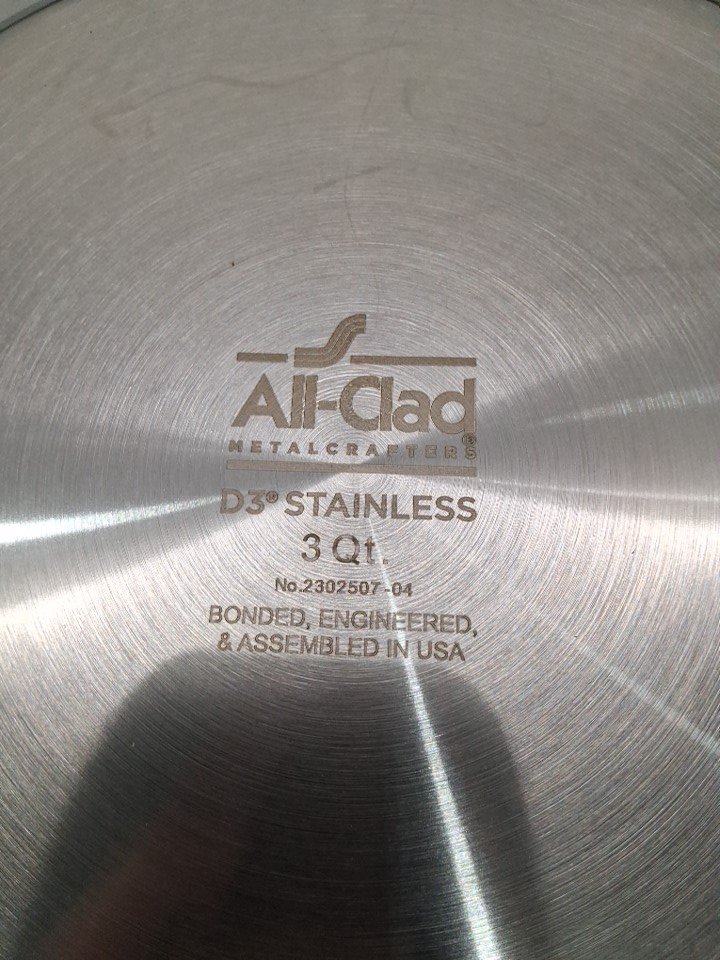 All-Clad®
METALCRAFTERS
D3® STAINLESS
3 Qt.
No.2302507-04
BONDED, ENGINEERED,
& ASSEMBLED IN USA